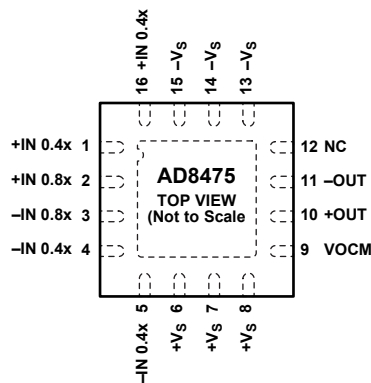 16 +IN 0.4x
15 –VS
14 –VS
13 –VS
+IN 0.4x 1
+IN 0.8x 2
–IN 0.8x 3
–IN 0.4x 4
AD8475
TOP VIEW
(Not to Scale
12 NC
11 –OUT
10 +OUT
9 VOCM
–IN 0.4x 5
+VS 6
+VS 7
+VS 8